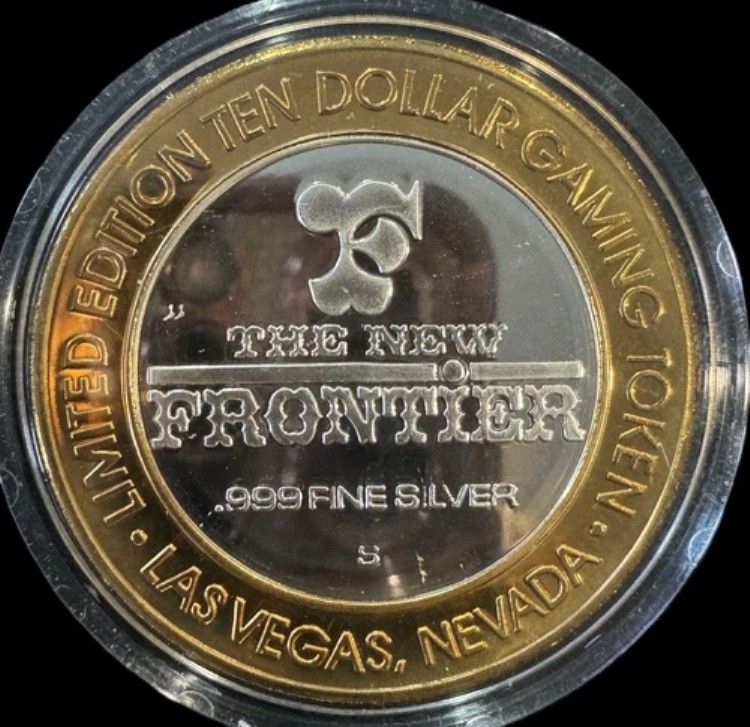 LIMITED EDITION TEN DOLLAR GAMING TOKEN
F
THE NEW
FRONTIER
.999 FINE SILVER
S
• LAS VEGAS, NEVADA •